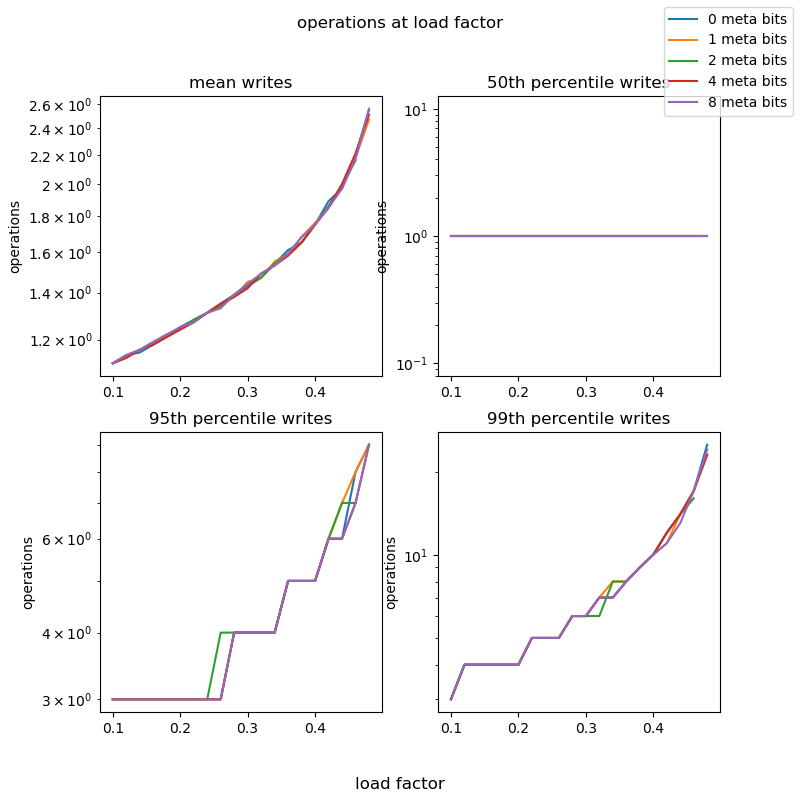 operations at load factor
0 meta bits
1 meta bits
2 meta bits
4 meta bits
8 meta bits
mean writes
50th percentile writes
operations
2.6 × 10⁰
2.4 × 10⁰
2.2 × 10⁰
2 × 10⁰
1.8 × 10⁰
1.6 × 10⁰
1.4 × 10⁰
1.2 × 10⁰
0.1 0.2 0.3 0.4
operations
10¹
10⁰
10⁻¹
0.1 0.2 0.3 0.4
95th percentile writes
99th percentile writes
operations
6 × 10⁰
4 × 10⁰
3 × 10⁰
0.1 0.2 0.3 0.4
operations
10¹
0.1 0.2 0.3 0.4
load factor